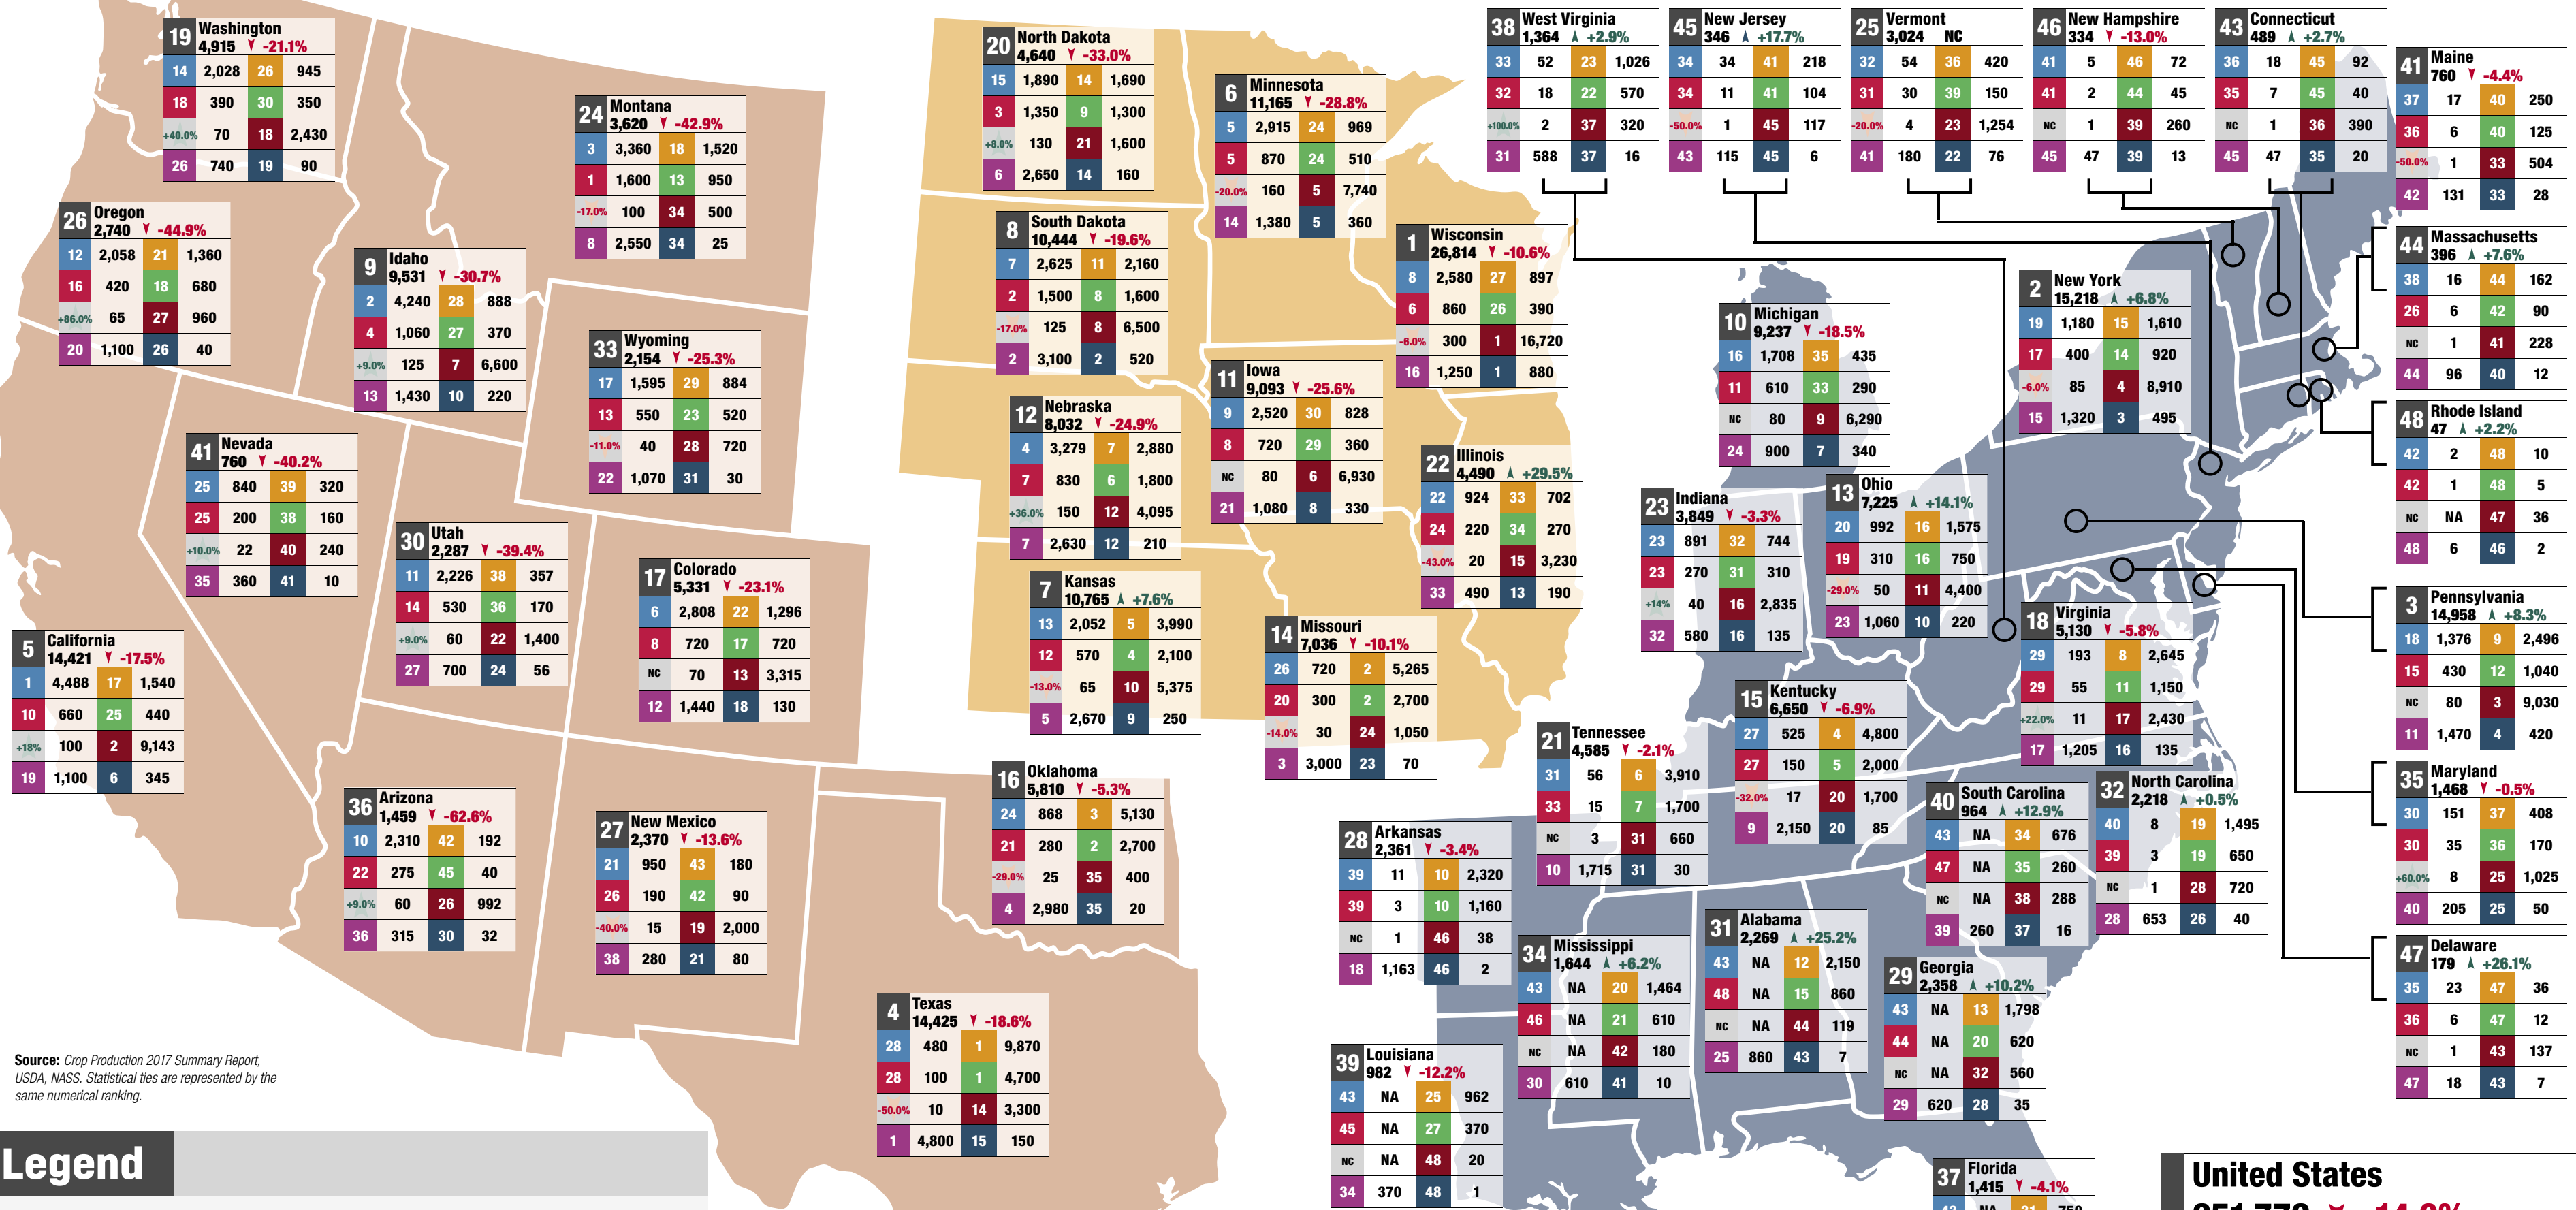 19 Washington
4,915 -21.1%
14 2,028 26 945
18 390 30 350
+40.0% 70 18 2,430
26 740 19 90
26 Oregon
2,740 -44.9%
12 2,058 21 1,360
16 420 18 680
+86.0% 65 27 960
20 1,100 26 40
9 Idaho
9,531 -30.7%
2 4,240 28 888
4 1,060 27 370
+9.0% 125 7 6,600
13 1,430 10 220
24 Montana
3,620 -42.9%
3 3,360 18 1,520
1 1,600 13 950
-17.0% 100 34 500
8 2,550 34 25
33 Wyoming
2,154 -25.3%
17 1,595 29 884
13 550 23 520
-11.0% 40 28 720
22 1,070 31 30
41 Nevada
760 -40.2%
25 840 39 320
25 200 38 160
+10.0% 22 40 240
35 360 41 10
30 Utah
2,287 -39.4%
11 2,226 38 357
14 530 36 170
+9.0% 60 22 1,400
27 700 24 56
17 Colorado
5,331 -23.1%
6 2,808 22 1,296
8 720 17 720
NC 70 13 3,315
12 1,440 18 130
5 California
14,421 -17.5%
1 4,488 17 1,540
10 660 25 440
+18% 100 2 9,143
19 1,100 6 345
36 Arizona
1,459 -62.6%
10 2,310 42 192
22 275 45 40
+9.0% 60 26 992
36 315 30 32
27 New Mexico
2,370 -13.6%
21 950 43 180
26 190 42 90
-40.0% 15 19 2,000
38 280 21 80
20 North Dakota
4,640 -33.0%
15 1,890 14 1,690
3 1,350 9 1,300
+8.0% 130 21 1,600
6 2,650 14 160
6 Minnesota
11,165 -28.8%
5 2,915 24 969
5 870 24 510
-20.0% 160 5 7,740
14 1,380 5 360
8 South Dakota
10,444 -19.6%
7 2,625 11 2,160
2 1,500 8 1,600
-17.0% 125 8 6,500
2 3,100 2 520
1 Wisconsin
26,814 -10.6%
8 2,580 27 897
6 860 26 390
-6.0% 300 1 16,720
16 1,250 1 880
12 Nebraska
8,032 -24.9%
4 3,279 7 2,880
7 830 6 1,800
+36.0% 150 12 4,095
7 2,630 12 210
11 Iowa
9,093 -25.6%
9 2,520 30 828
8 720 29 360
NC 80 6 6,930
21 1,080 8 330
22 Illinois
4,490 +29.5%
22 924 33 702
24 220 34 270
-43.0% 20 15 3,230
33 490 13 190
7 Kansas
10,765 +7.6%
13 2,052 5 3,990
12 570 4 2,100
-13.0% 65 10 5,375
5 2,670 9 250
14 Missouri
7,036 -10.1%
26 720 2 5,265
20 300 2 2,700
-14.0% 30 24 1,050
3 3,000 23 70
16 Oklahoma
5,810 -5.3%
24 868 3 5,130
21 280 2 2,700
-29.0% 25 35 400
4 2,980 35 20
4 Texas
14,425 -18.6%
28 480 1 9,870
28 100 1 4,700
-50.0% 10 14 3,300
1 4,800 15 150
38 West Virginia
1,364 +2.9%
33 52 23 1,026
32 18 22 570
+100.0% 2 37 320
31 588 37 16
45 New Jersey
346 +17.7%
34 34 41 218
34 11 41 104
-50.0% 1 45 117
43 115 45 6
25 Vermont
3,024 NC
32 54 36 420
31 30 39 150
-20.0% 4 23 1,254
41 180 22 76
46 New Hampshire
334 -13.0%
41 5 46 72
41 2 44 45
NC 1 39 260
45 47 39 13
43 Connecticut
489 +2.7%
36 18 45 92
35 7 45 40
NC 1 36 390
45 47 35 20
41 Maine
760 -4.4%
37 17 40 250
36 6 40 125
-50.0% 1 33 504
42 131 33 28
44 Massachusetts
396 +7.6%
38 16 44 162
26 6 42 90
NC 1 41 228
44 96 40 12
2 New York
15,218 +6.8%
19 1,180 15 1,610
17 400 14 920
-6.0% 85 4 8,910
15 1,320 3 495
10 Michigan
9,237 -18.5%
16 1,708 35 435
11 610 33 290
NC 80 9 6,290
24 900 7 340
48 Rhode Island
47 +2.2%
42 2 48 10
42 1 48 5
NC NA 47 36
48 6 46 2
23 Indiana
3,849 -3.3%
23 891 32 744
23 270 31 310
+14% 40 16 2,835
32 580 16 135
13 Ohio
7,225 +14.1%
20 992 16 1,575
19 310 16 750
-29.0% 50 11 4,400
23 1,060 10 220
3 Pennsylvania
14,958 +8.3%
18 1,376 9 2,496
15 430 12 1,040
NC 80 3 9,030
11 1,470 4 420
18 Virginia
5,130 -5.8%
29 193 8 2,645
29 55 11 1,150
+22.0% 11 17 2,430
17 1,205 16 135
15 Kentucky
6,650 -6.9%
27 525 4 4,800
27 150 5 2,000
-32.0% 17 20 1,700
9 2,150 20 85
21 Tennessee
4,585 -2.1%
31 56 6 3,910
33 15 7 1,700
NC 3 31 660
10 1,715 31 30
35 Maryland
1,468 -0.5%
30 151 37 408
30 35 36 170
+60.0% 8 25 1,025
40 205 25 50
32 North Carolina
2,218 +0.5%
40 8 19 1,495
39 3 19 650
NC 1 28 720
28 653 26 40
40 South Carolina
964 +12.9%
43 NA 34 676
47 NA 35 260
NC NA 38 288
39 260 37 16
28 Arkansas
2,361 -3.4%
39 11 10 2,320
39 3 10 1,160
NC 1 46 38
18 1,163 46 2
34 Mississippi
1,644 +6.2%
43 NA 20 1,464
46 NA 21 610
NC NA 42 180
30 610 41 10
31 Alabama
2,269 +25.2%
43 NA 12 2,150
48 NA 15 860
NC NA 44 119
25 860 43 7
29 Georgia
2,358 +10.2%
43 NA 13 1,798
44 NA 20 620
NC NA 32 560
29 620 28 35
47 Delaware
179 +26.1%
35 23 47 36
36 6 47 12
NC 1 43 137
47 18 43 7
39 Louisiana
982 -12.2%
43 NA 25 962
45 NA 27 370
NC NA 48 20
34 370 48 1
37 Florida
1,415 -4.1%
Source: Crop Production 2017 Summary Report,
USDA, NASS. Statistical ties are represented by the
same numerical ranking.
Legend
United States